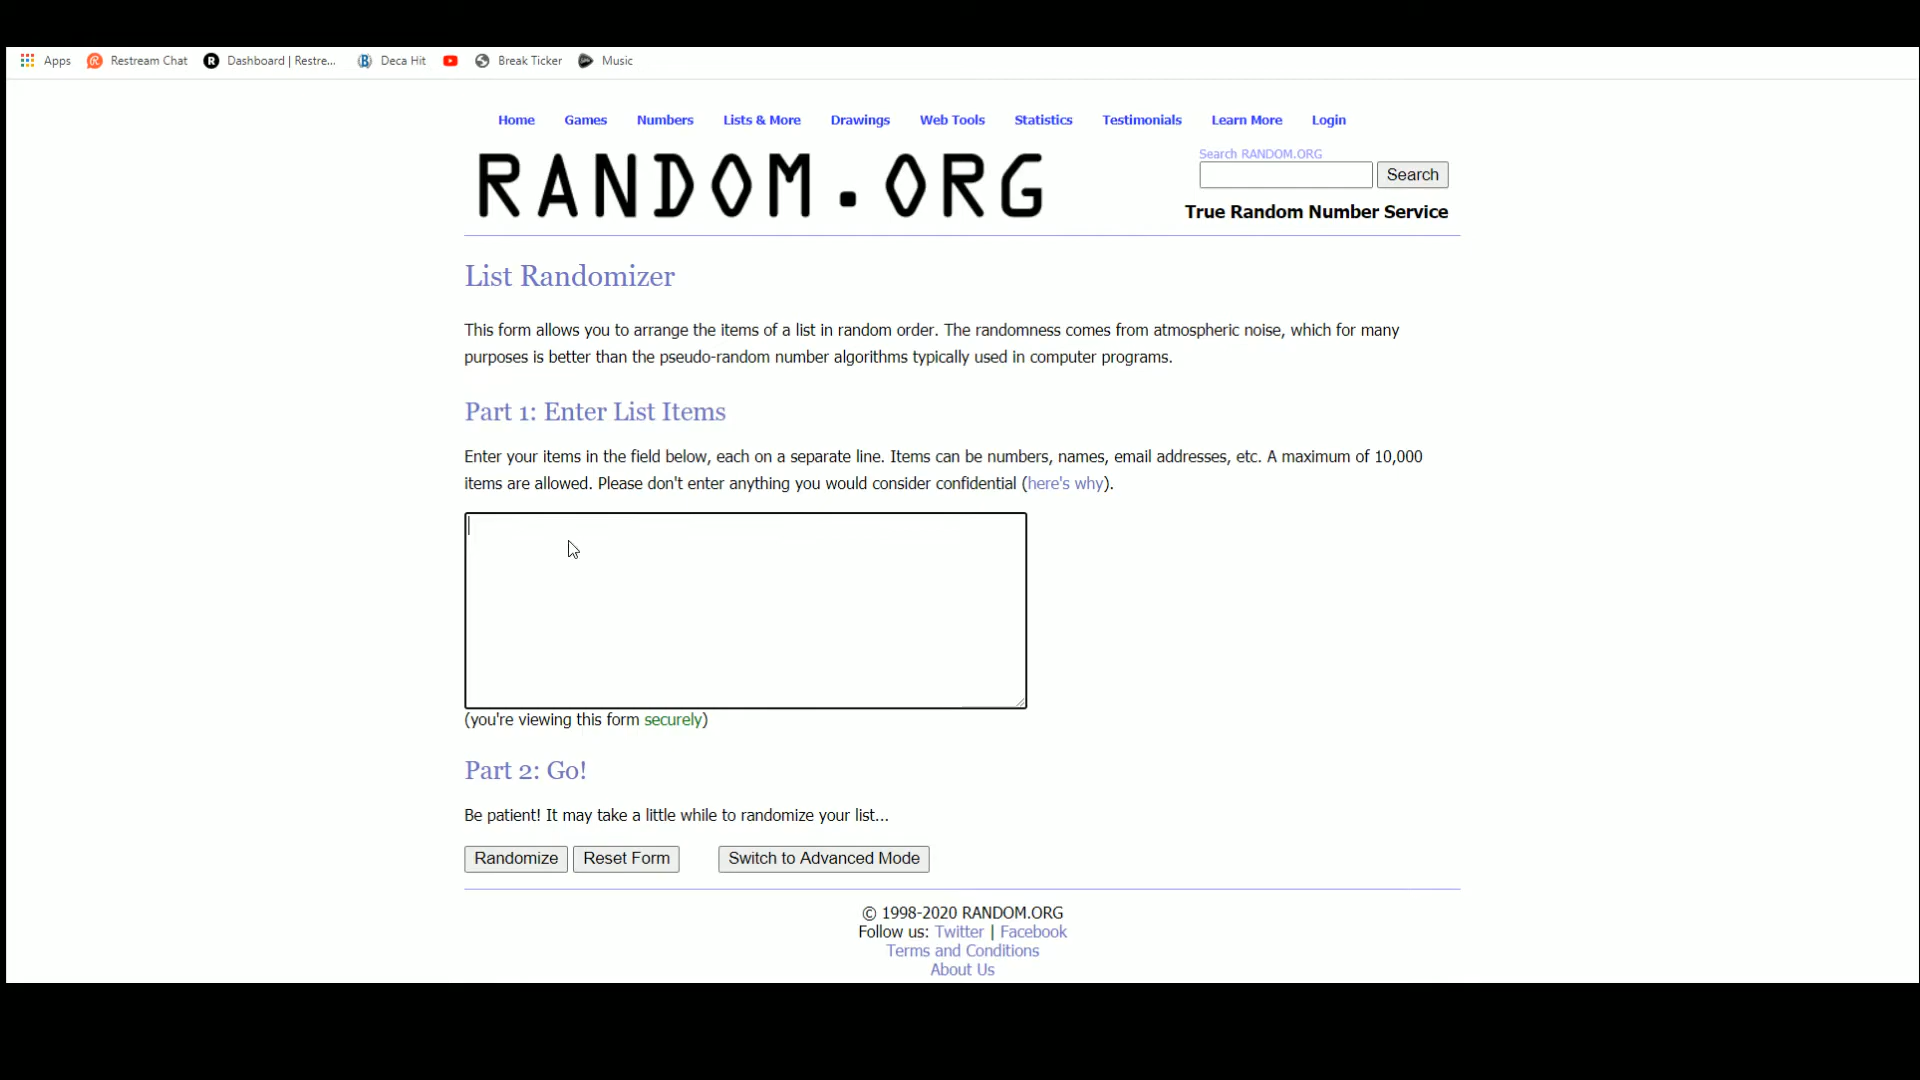 Apps Restream Chat Dashboard | Restre... Deca Hit Break Ticker Music
Home Games Numbers Lists & More Drawings Web Tools Statistics Testimonials Learn More Login
RANDOM.ORG
Search RANDOM.ORG
Search
True Random Number Service
List Randomizer
This form allows you to arrange the items of a list in random order. The randomness comes from atmospheric noise, which for many
purposes is better than the pseudo-random number algorithms typically used in computer programs.
Part 1: Enter List Items
Enter your items in the field below, each on a separate line. Items can be numbers, names, email addresses, etc. A maximum of 10,000
items are allowed. Please don't enter anything you would consider confidential (here's why).
(you're viewing this form securely)
Part 2: Go!
Be patient! It may take a little while to randomize your list...
Randomize Reset Form Switch to Advanced Mode
© 1998-2020 RANDOM.ORG
Follow us: Twitter | Facebook
Terms and Conditions
About Us